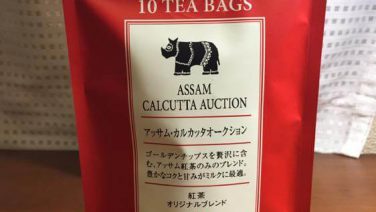 10 TEA BAGS
ASSAM
CALCUTTA AUCTION
アッサム・カルカッタオークション
ゴールデンチップスを贅沢に含
む、アッサム紅茶のみのブレンド。
豊かなコクと甘みがミルクに最適。
紅茶
オリジナルブレンド